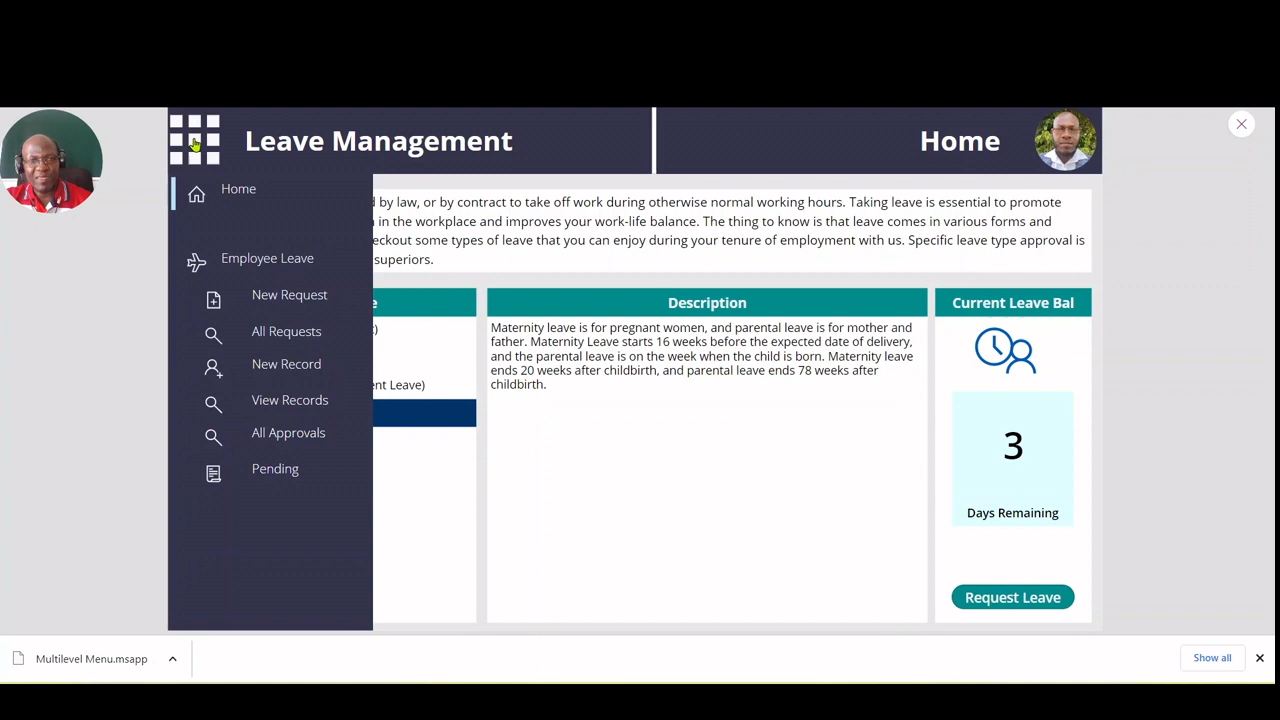 Leave Management
Home
Home
Employee Leave
New Request
All Requests
New Record
View Records
All Approvals
Pending
by law, or by contract to take off work during otherwise normal working hours. Taking leave is essential to promote
in the workplace and improves your work-life balance. The thing to know is that leave comes in various forms and
eckout some types of leave that you can enjoy during your tenure of employment with us. Specific leave type approval is
superiors.
e
ent Leave)
Description
Maternity leave is for pregnant women, and parental leave is for mother and
father. Maternity Leave starts 16 weeks before the expected date of delivery,
and the parental leave is on the week when the child is born. Maternity leave
ends 20 weeks after childbirth, and parental leave ends 78 weeks after
childbirth.
Current Leave Bal
3
Days Remaining
Request Leave
Multilevel Menu.msapp
Show all